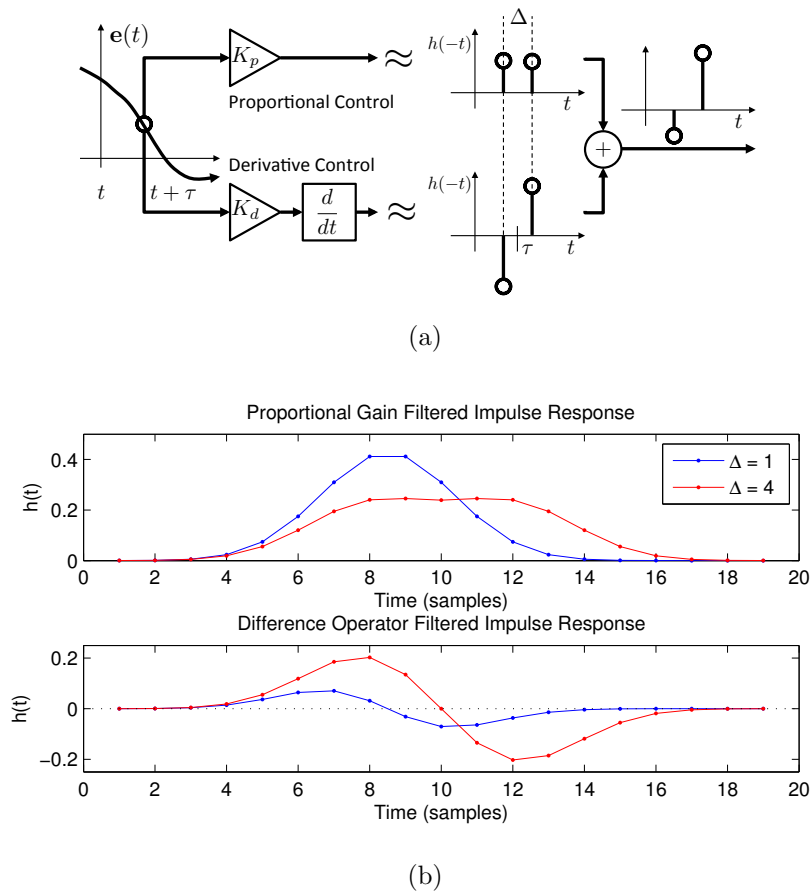 e(t)
K_p
≈
h(−t)
Δ
t
t
Proportional Control
+
Derivative Control
t
t + τ
K_d
d/dt
≈
h(−t)
τ
t
(a)
Proportional Gain Filtered Impulse Response
h(t)
0.4
0.2
0
Δ = 1
Δ = 4
0 2 4 6 8 10 12 14 16 18 20
Time (samples)
Difference Operator Filtered Impulse Response
h(t)
0.2
0
−0.2
0 2 4 6 8 10 12 14 16 18 20
Time (samples)
(b)